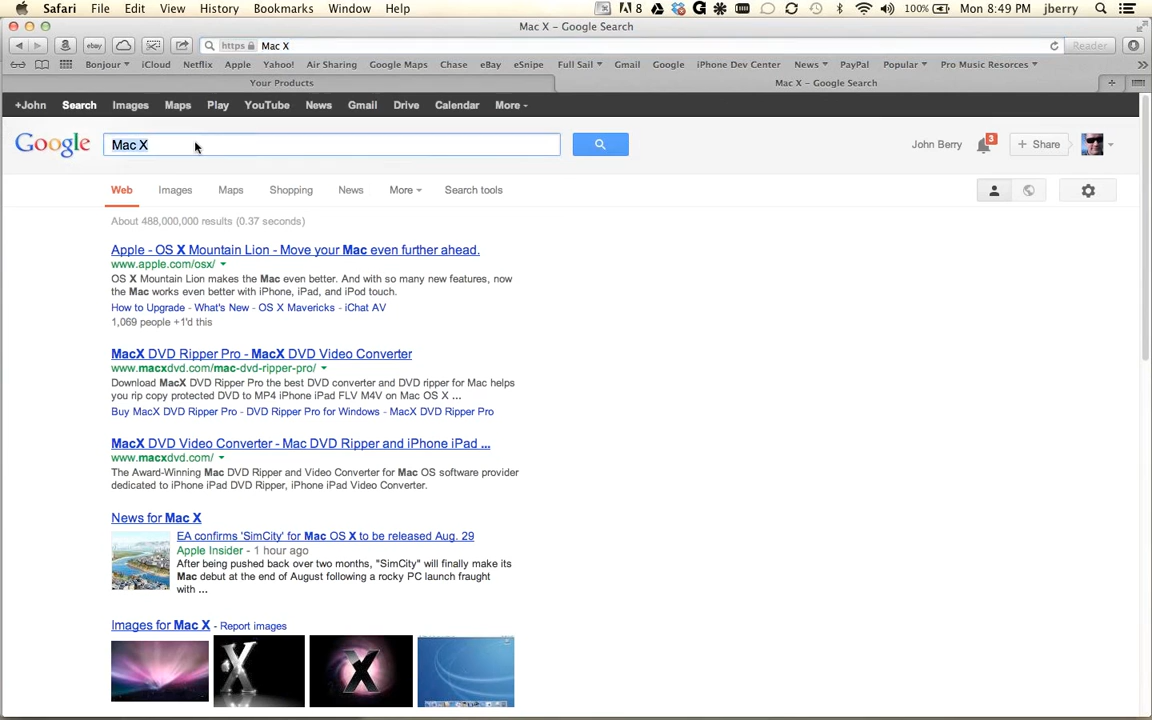 Safari File Edit View History Bookmarks Window Help 8 100% Mon 8:49 PM jberry
Mac X - Google Search
ebay https Mac X Reader
Bonjour iCloud Netflix Apple Yahoo! Air Sharing Google Maps Chase eBay eSnipe Full Sail Gmail Google iPhone Dev Center News PayPal Popular Pro Music Resorces
Your Products Mac X - Google Search
+John Search Images Maps Play YouTube News Gmail Drive Calendar More
Google Mac X John Berry 3 + Share
Web Images Maps Shopping News More Search tools
About 488,000,000 results (0.37 seconds)
Apple - OS X Mountain Lion - Move your Mac even further ahead.
www.apple.com/osx/
OS X Mountain Lion makes the Mac even better. And with so many new features, now
the Mac works even better with iPhone, iPad, and iPod touch.
How to Upgrade - What's New - OS X Mavericks - iChat AV
1,069 people +1'd this
MacX DVD Ripper Pro - MacX DVD Video Converter
www.macxdvd.com/mac-dvd-ripper-pro/
Download MacX DVD Ripper Pro the best DVD converter and DVD ripper for Mac helps
you rip copy protected DVD to MP4 iPhone iPad FLV M4V on Mac OS X ...
Buy MacX DVD Ripper Pro - DVD Ripper Pro for Windows - MacX DVD Ripper Pro
MacX DVD Video Converter - Mac DVD Ripper and iPhone iPad ...
www.macxdvd.com/
The Award-Winning Mac DVD Ripper and Video Converter for Mac OS software provider
dedicated to iPhone iPad DVD Ripper, iPhone iPad Video Converter.
News for Mac X
EA confirms 'SimCity' for Mac OS X to be released Aug. 29
Apple Insider - 1 hour ago
After being pushed back over two months, "SimCity" will finally make its
Mac debut at the end of August following a rocky PC launch fraught
with ...
Images for Mac X - Report images
X X